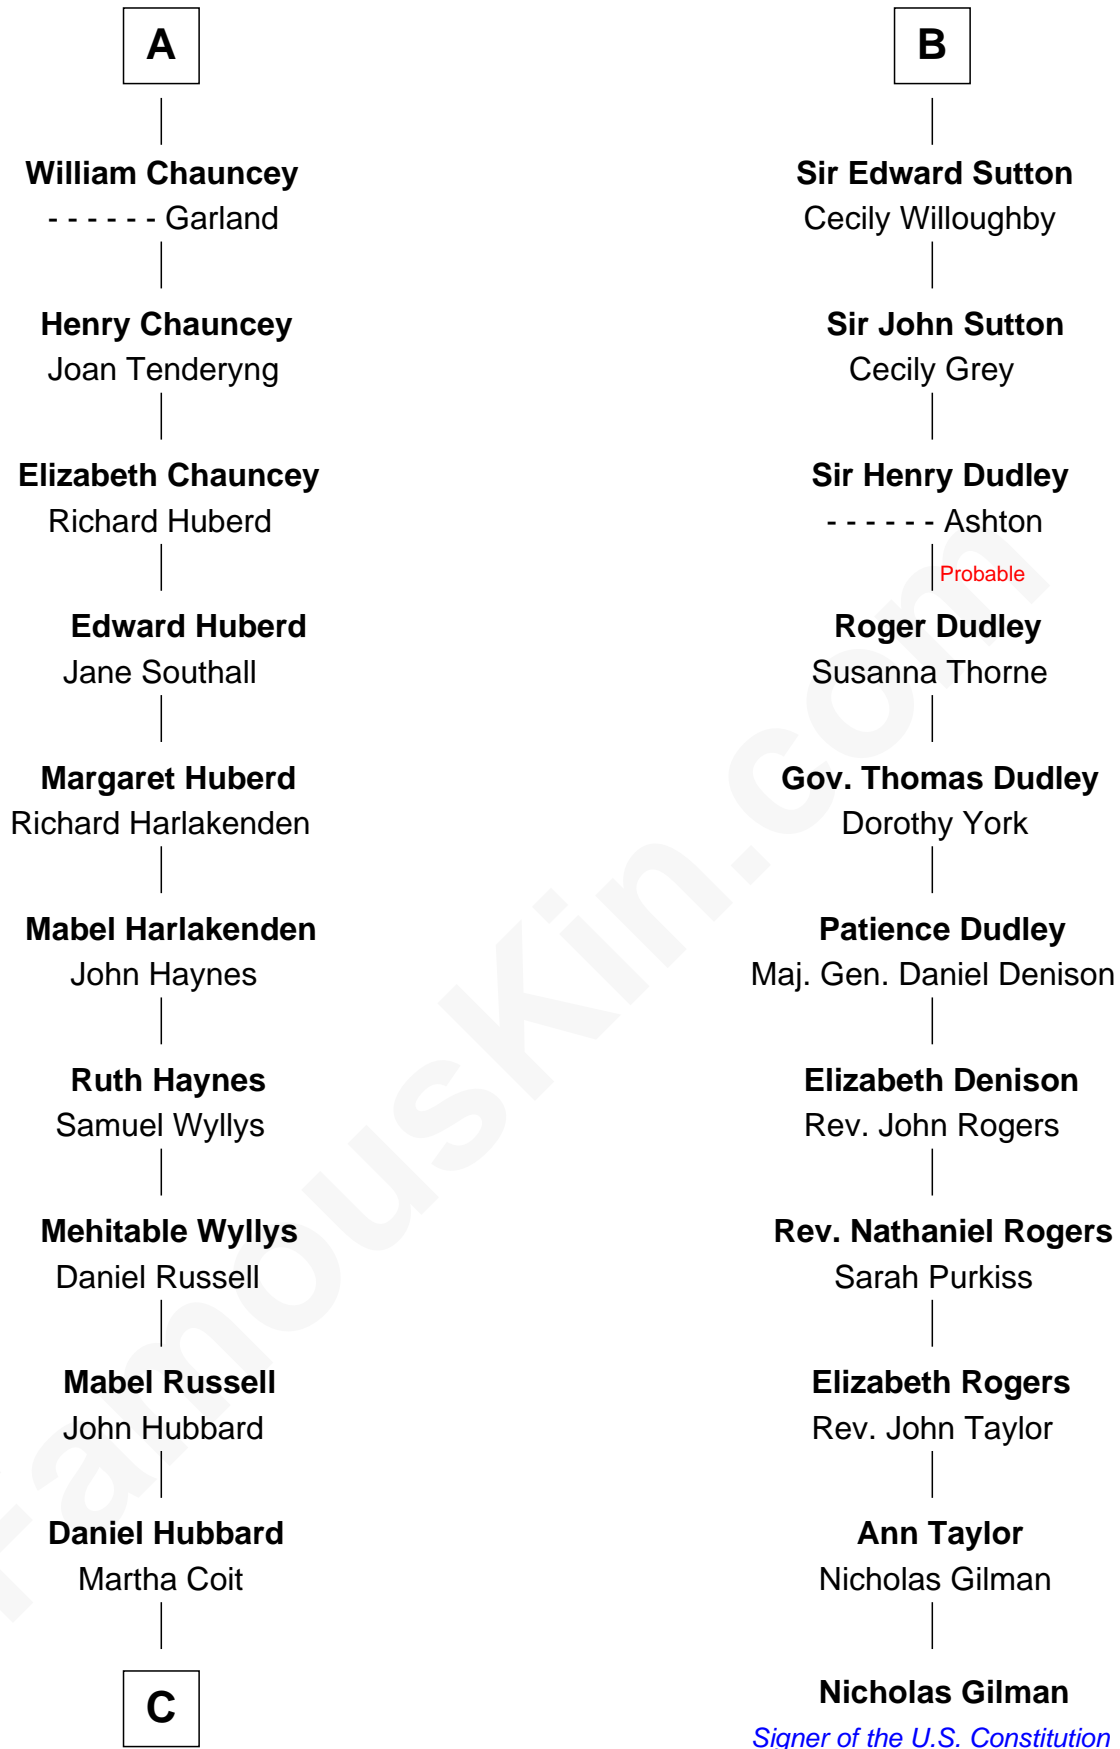 A
William Chauncey
- - - - - - Garland
Henry Chauncey
Joan Tenderyng
Elizabeth Chauncey
Richard Huberd
Edward Huberd
Jane Southall
Margaret Huberd
Richard Harlakenden
Mabel Harlakenden
John Haynes
Ruth Haynes
Samuel Wyllys
Mehitable Wyllys
Daniel Russell
Mabel Russell
John Hubbard
Daniel Hubbard
Martha Coit
C
B
Sir Edward Sutton
Cecily Willoughby
Sir John Sutton
Cecily Grey
Sir Henry Dudley
- - - - - - Ashton
Probable
Roger Dudley
Susanna Thorne
Gov. Thomas Dudley
Dorothy York
Patience Dudley
Maj. Gen. Daniel Denison
Elizabeth Denison
Rev. John Rogers
Rev. Nathaniel Rogers
Sarah Purkiss
Elizabeth Rogers
Rev. John Taylor
Ann Taylor
Nicholas Gilman
Nicholas Gilman
Signer of the U.S. Constitution
FamousKin.com